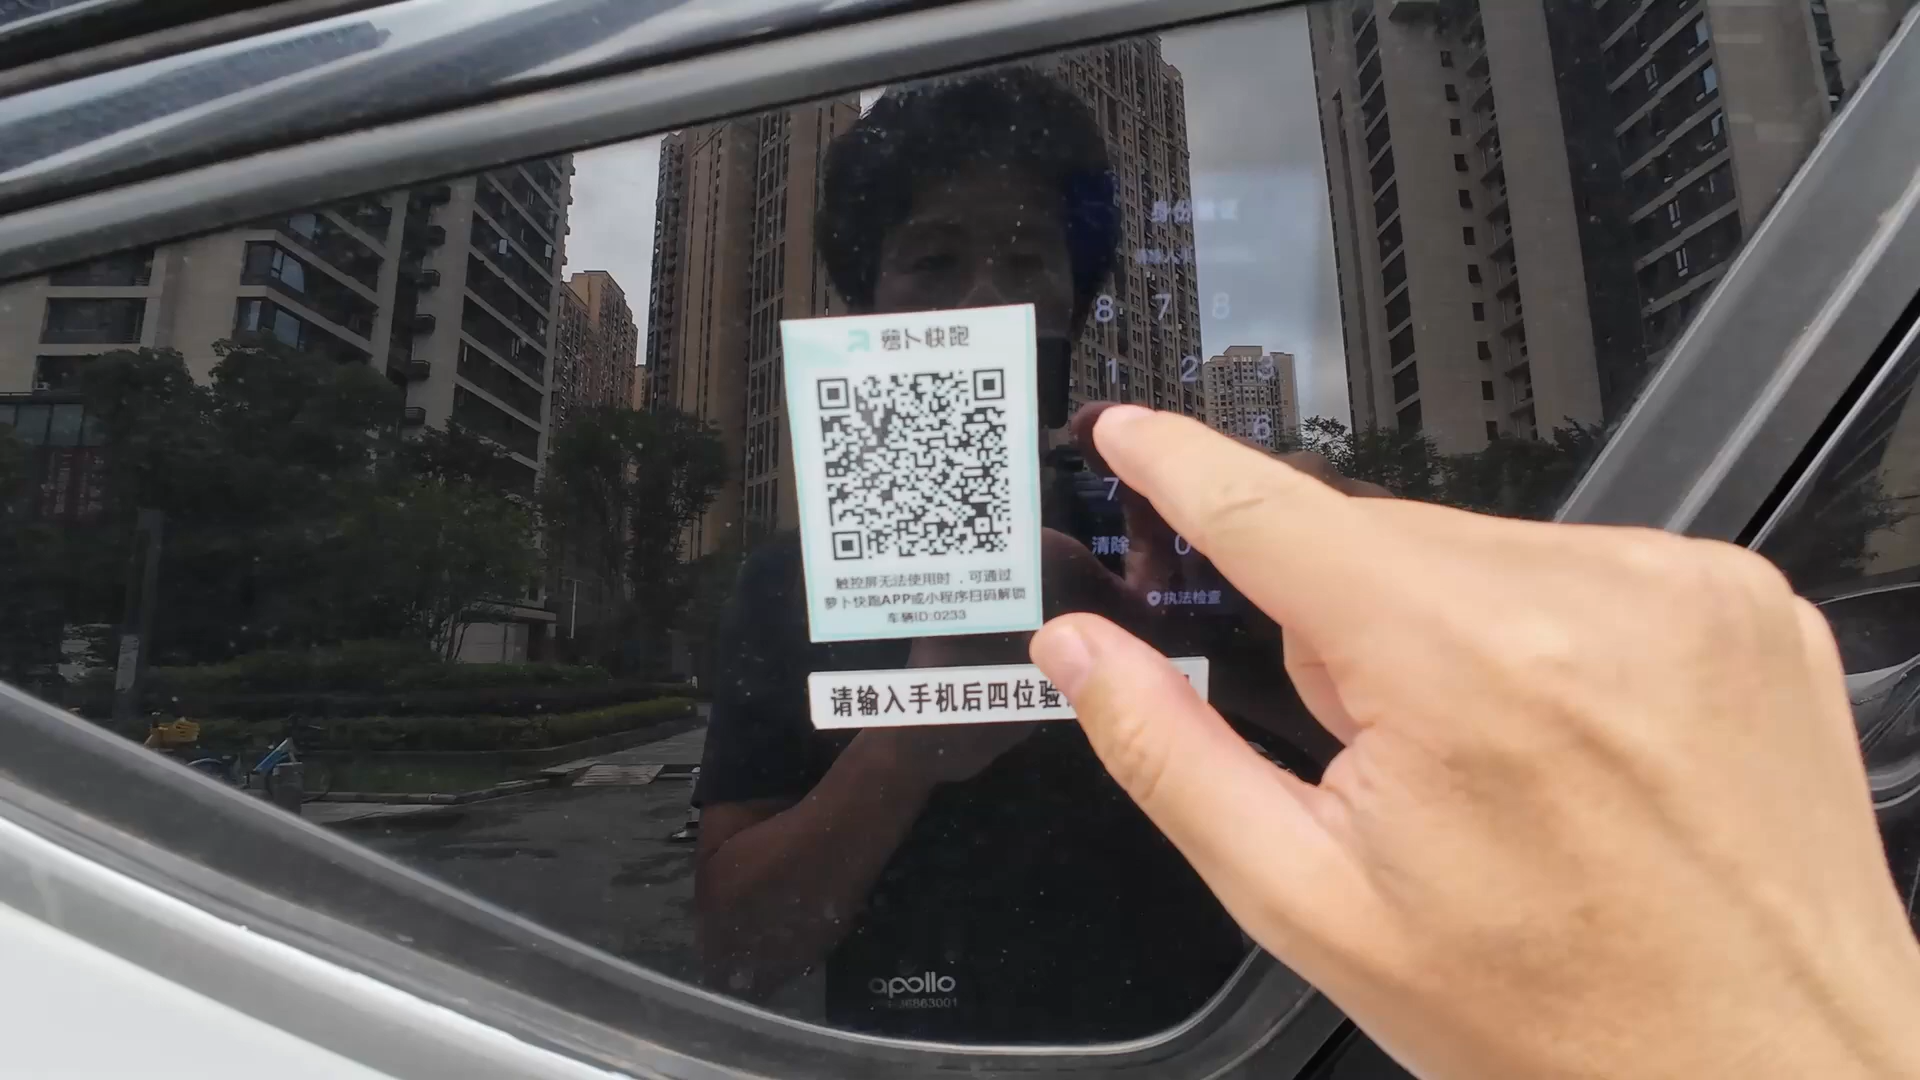 萝卜快跑
触控屏无法使用时，可通过
萝卜快跑APP或小程序扫码解锁
车辆ID:0233
请输入手机后四位验
身份验证
8 7 8
1 2 3
6
7
清除 0
执法检查
apollo